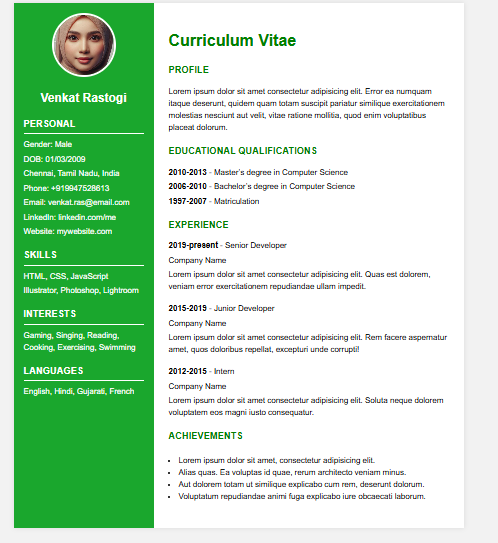 Venkat Rastogi
PERSONAL
Gender: Male
DOB: 01/03/2009
Chennai, Tamil Nadu, India
Phone: +919947528613
Email: venkat.ras@email.com
LinkedIn: linkedin.com/me
Website: mywebsite.com
SKILLS
HTML, CSS, JavaScript
Illustrator, Photoshop, Lightroom
INTERESTS
Gaming, Singing, Reading,
Cooking, Exercising, Swimming
LANGUAGES
English, Hindi, Gujarati, French
Curriculum Vitae
PROFILE
Lorem ipsum dolor sit amet consectetur adipisicing elit. Error ea numquam
itaque deserunt, quidem quam totam suscipit pariatur similique exercitationem
molestias nesciunt aut velit, vitae ratione mollitia, quod enim voluptatibus
placeat dolorum.
EDUCATIONAL QUALIFICATIONS
2010-2013 - Master's degree in Computer Science
2006-2010 - Bachelor's degree in Computer Science
1997-2007 - Matriculation
EXPERIENCE
2019-present - Senior Developer
Company Name
Lorem ipsum dolor sit amet consectetur adipisicing elit. Quas est dolorem,
veniam error exercitationem repudiandae ullam impedit.
2015-2019 - Junior Developer
Company Name
Lorem ipsum dolor sit amet consectetur adipisicing elit. Rem facere aspernatur
amet, quos doloribus repellat, excepturi unde corrupti!
2012-2015 - Intern
Company Name
Lorem ipsum dolor sit amet consectetur adipisicing elit. Soluta neque dolorem
voluptatem eos magni iusto consequatur.
ACHIEVEMENTS
• Lorem ipsum dolor sit amet, consectetur adipisicing elit.
• Alias quas. Ea voluptas id quae, rerum architecto veniam minus.
• Aut dolorem totam ut similique explicabo cum rem, deserunt dolorum.
• Voluptatum repudiandae animi fuga explicabo iure obcaecati laborum.